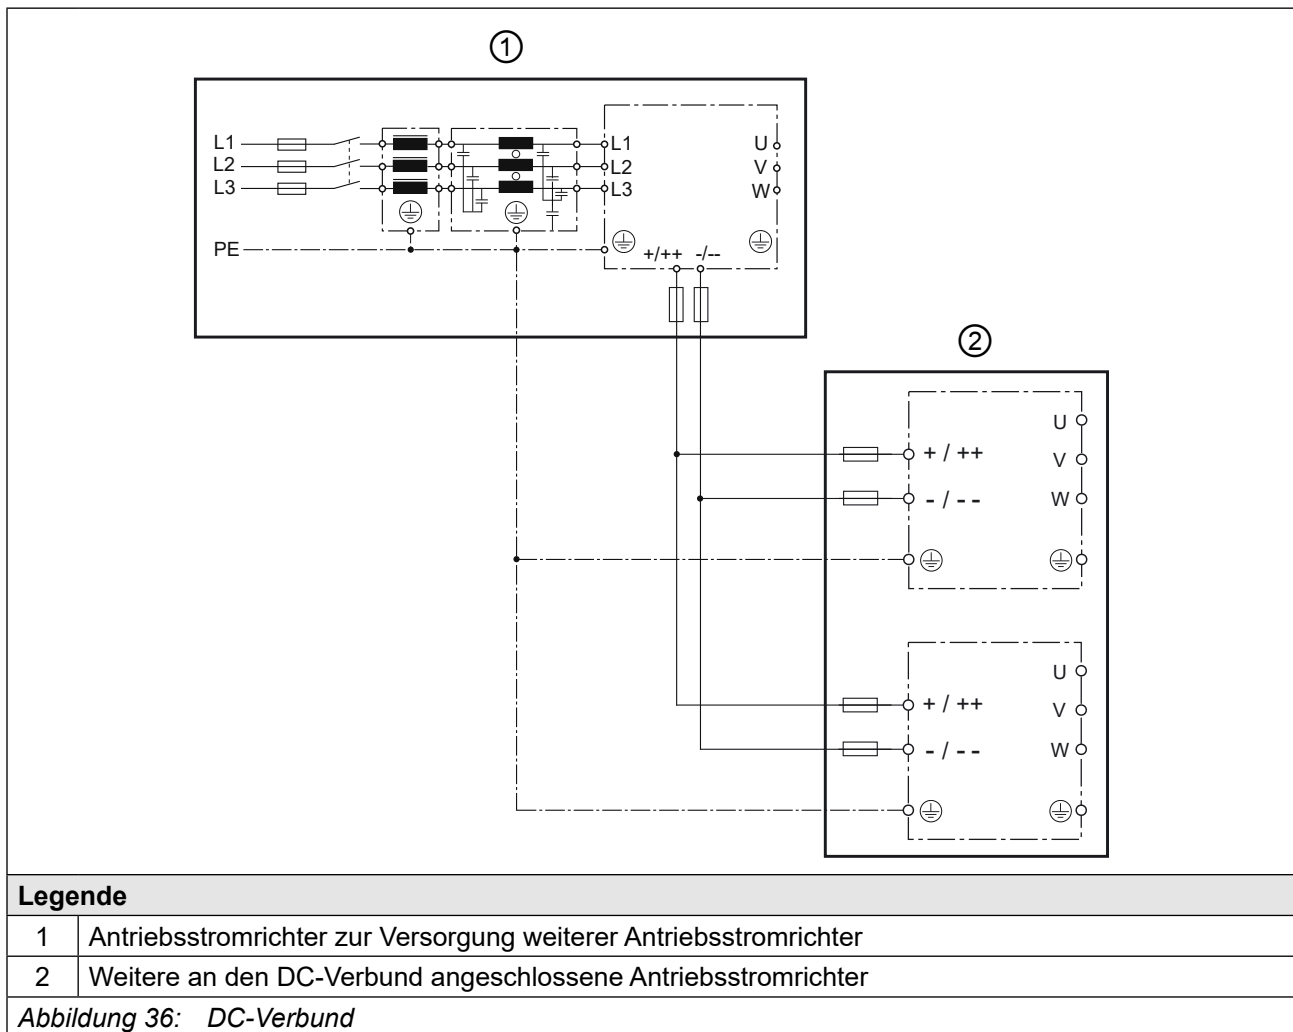 ①
L1
L2
L3
PE
L1
L2
L3
U
V
W
+/++ -/--
②
U
+ / ++
V
- / - -
W
U
+ / ++
V
- / - -
W
Legende
1 Antriebsstromrichter zur Versorgung weiterer Antriebsstromrichter
2 Weitere an den DC-Verbund angeschlossene Antriebsstromrichter
Abbildung 36: DC-Verbund